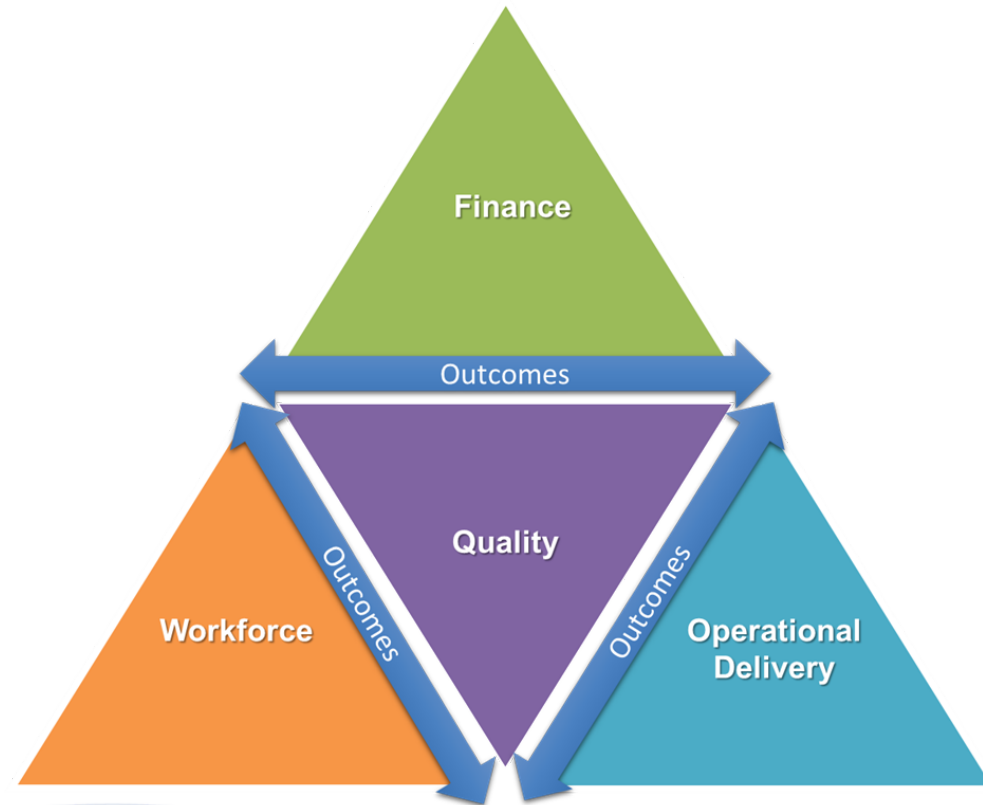 Finance
Outcomes
Quality
Outcomes
Outcomes
Workforce
Operational
Delivery